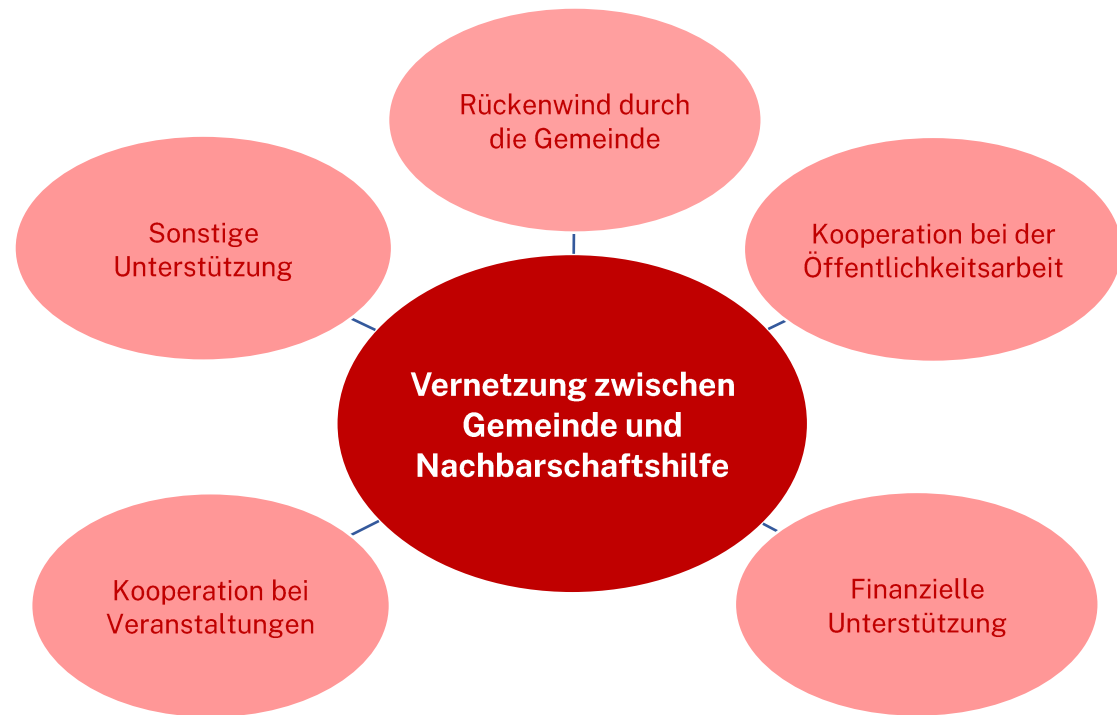 Rückenwind durch
die Gemeinde
Sonstige
Unterstützung
Kooperation bei der
Öffentlichkeitsarbeit
Vernetzung zwischen
Gemeinde und
Nachbarschaftshilfe
Kooperation bei
Veranstaltungen
Finanzielle
Unterstützung